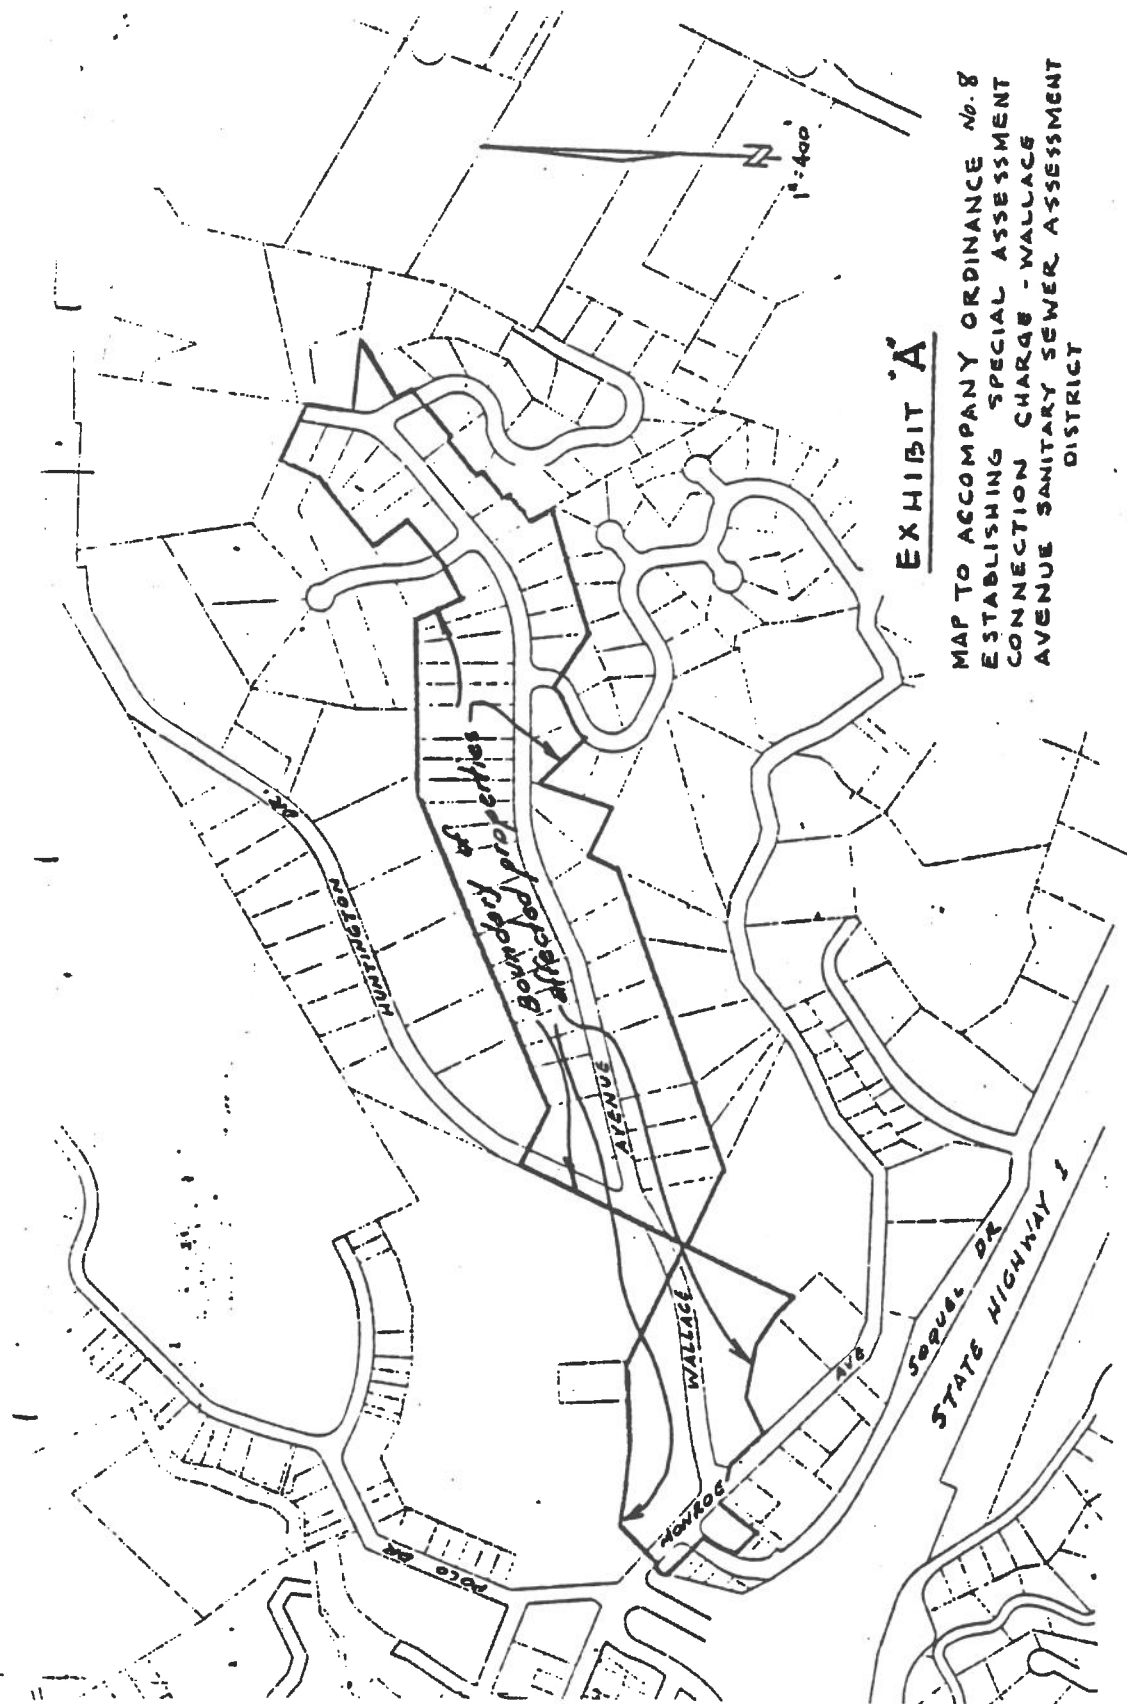 EXHIBIT "A"
MAP TO ACCOMPANY ORDINANCE No. 8
ESTABLISHING SPECIAL ASSESSMENT
CONNECTION CHARGE - WALLACE
AVENUE SANITARY SEWER ASSESSMENT
DISTRICT
1"=400'
Boundary of
affected properties
HUNTINGTON
DR.
AVENUE
WALLACE
MONROE
AVE
SOQUEL DR
STATE HIGHWAY 1
POLO DR